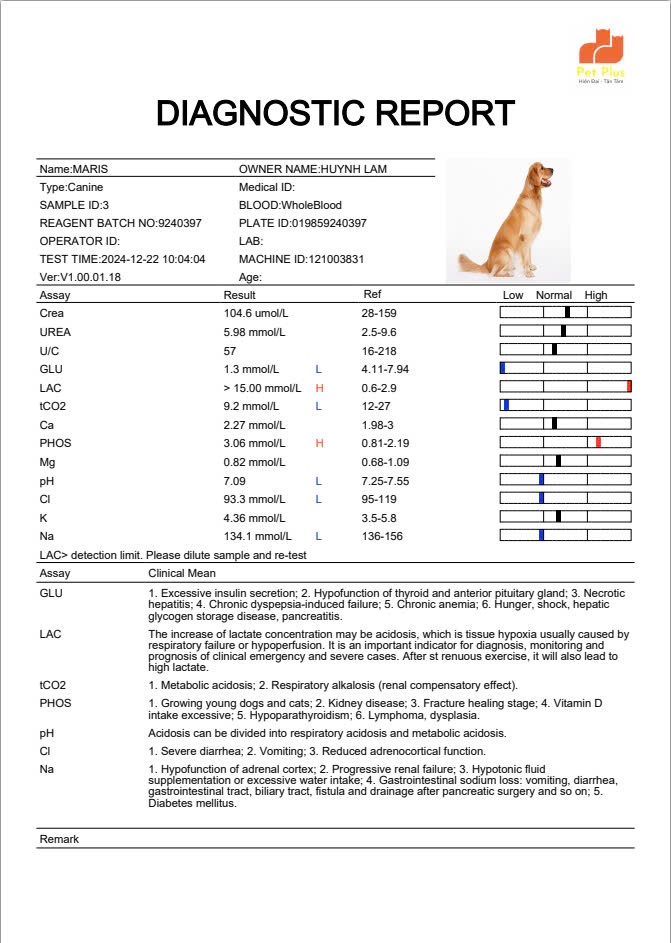 Pet Plus
Hiện Đại - Tận Tâm
DIAGNOSTIC REPORT
Name:MARIS OWNER NAME:HUYNH LAM
Type:Canine Medical ID:
SAMPLE ID:3 BLOOD:WholeBlood
REAGENT BATCH NO:9240397 PLATE ID:019859240397
OPERATOR ID: LAB:
TEST TIME:2024-12-22 10:04:04 MACHINE ID:121003831
Ver:V1.00.01.18 Age:
Assay Result Ref Low Normal High
Crea 104.6 umol/L 28-159
UREA 5.98 mmol/L 2.5-9.6
U/C 57 16-218
GLU 1.3 mmol/L L 4.11-7.94
LAC > 15.00 mmol/L H 0.6-2.9
tCO2 9.2 mmol/L L 12-27
Ca 2.27 mmol/L 1.98-3
PHOS 3.06 mmol/L H 0.81-2.19
Mg 0.82 mmol/L 0.68-1.09
pH 7.09 L 7.25-7.55
Cl 93.3 mmol/L L 95-119
K 4.36 mmol/L 3.5-5.8
Na 134.1 mmol/L L 136-156
LAC> detection limit. Please dilute sample and re-test
Assay Clinical Mean
GLU 1. Excessive insulin secretion; 2. Hypofunction of thyroid and anterior pituitary gland; 3. Necrotic
hepatitis; 4. Chronic dyspepsia-induced failure; 5. Chronic anemia; 6. Hunger, shock, hepatic
glycogen storage disease, pancreatitis.
LAC The increase of lactate concentration may be acidosis, which is tissue hypoxia usually caused by
respiratory failure or hypoperfusion. It is an important indicator for diagnosis, monitoring and
prognosis of clinical emergency and severe cases. After st renuous exercise, it will also lead to
high lactate.
tCO2 1. Metabolic acidosis; 2. Respiratory alkalosis (renal compensatory effect).
PHOS 1. Growing young dogs and cats; 2. Kidney disease; 3. Fracture healing stage; 4. Vitamin D
intake excessive; 5. Hypoparathyroidism; 6. Lymphoma, dysplasia.
pH Acidosis can be divided into respiratory acidosis and metabolic acidosis.
Cl 1. Severe diarrhea; 2. Vomiting; 3. Reduced adrenocortical function.
Na 1. Hypofunction of adrenal cortex; 2. Progressive renal failure; 3. Hypotonic fluid
supplementation or excessive water intake; 4. Gastrointestinal sodium loss: vomiting, diarrhea,
gastrointestinal tract, biliary tract, fistula and drainage after pancreatic surgery and so on; 5.
Diabetes mellitus.
Remark